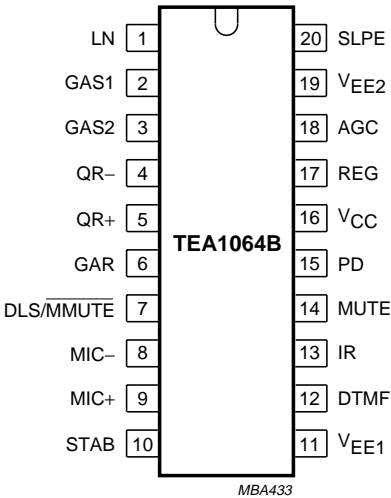 LN 1
GAS1 2
GAS2 3
QR− 4
QR+ 5
GAR 6
DLS/MMUTE 7
MIC− 8
MIC+ 9
STAB 10
TEA1064B
20 SLPE
19 VEE2
18 AGC
17 REG
16 VCC
15 PD
14 MUTE
13 IR
12 DTMF
11 VEE1
MBA433